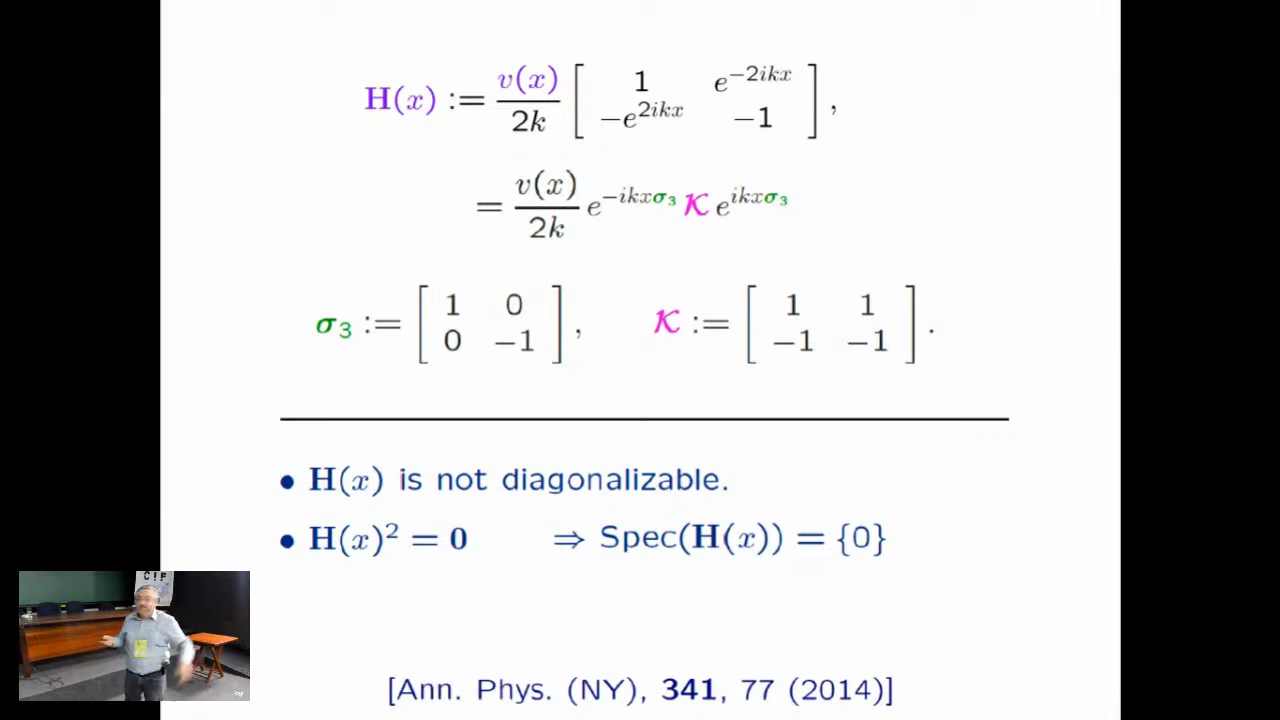 H(x) := v(x)/2k [ 1 e^{-2ikx} ; -e^{2ikx} -1 ] ,
= v(x)/2k e^{-ikxσ₃} 𝒦 e^{ikxσ₃}
σ₃ := [ 1 0 ; 0 -1 ] , 𝒦 := [ 1 1 ; -1 -1 ] .
• H(x) is not diagonalizable.
• H(x)² = 0 ⇒ Spec(H(x)) = {0}
CIF
[Ann. Phys. (NY), 341, 77 (2014)]